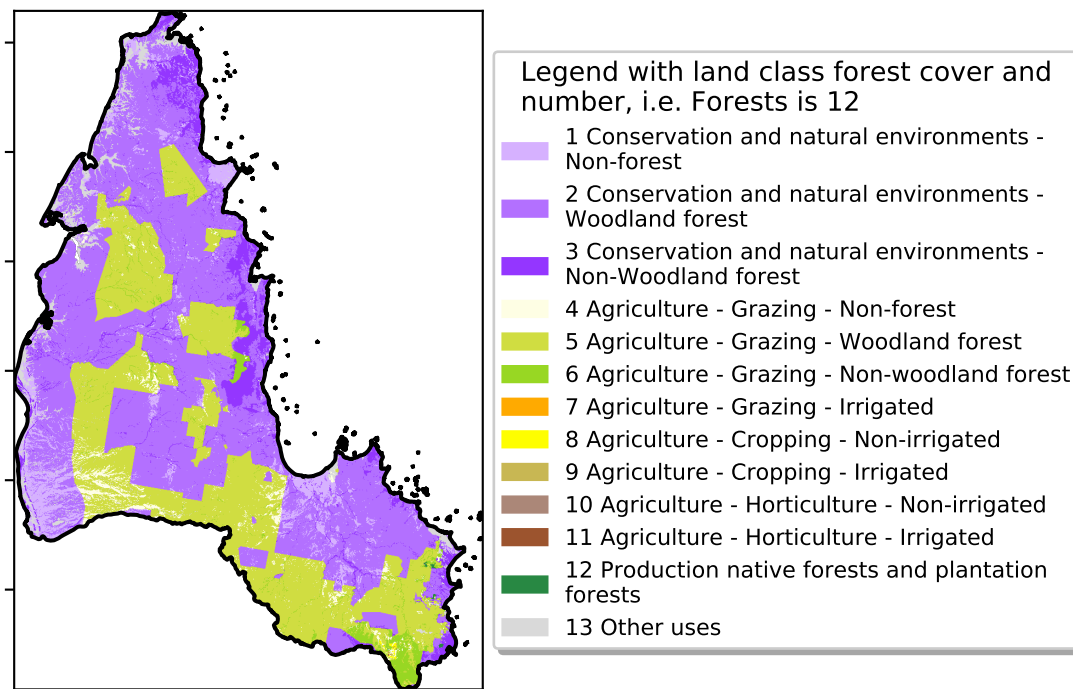 Legend with land class forest cover and
number, i.e. Forests is 12
1 Conservation and natural environments -
Non-forest
2 Conservation and natural environments -
Woodland forest
3 Conservation and natural environments -
Non-Woodland forest
4 Agriculture - Grazing - Non-forest
5 Agriculture - Grazing - Woodland forest
6 Agriculture - Grazing - Non-woodland forest
7 Agriculture - Grazing - Irrigated
8 Agriculture - Cropping - Non-irrigated
9 Agriculture - Cropping - Irrigated
10 Agriculture - Horticulture - Non-irrigated
11 Agriculture - Horticulture - Irrigated
12 Production native forests and plantation
forests
13 Other uses